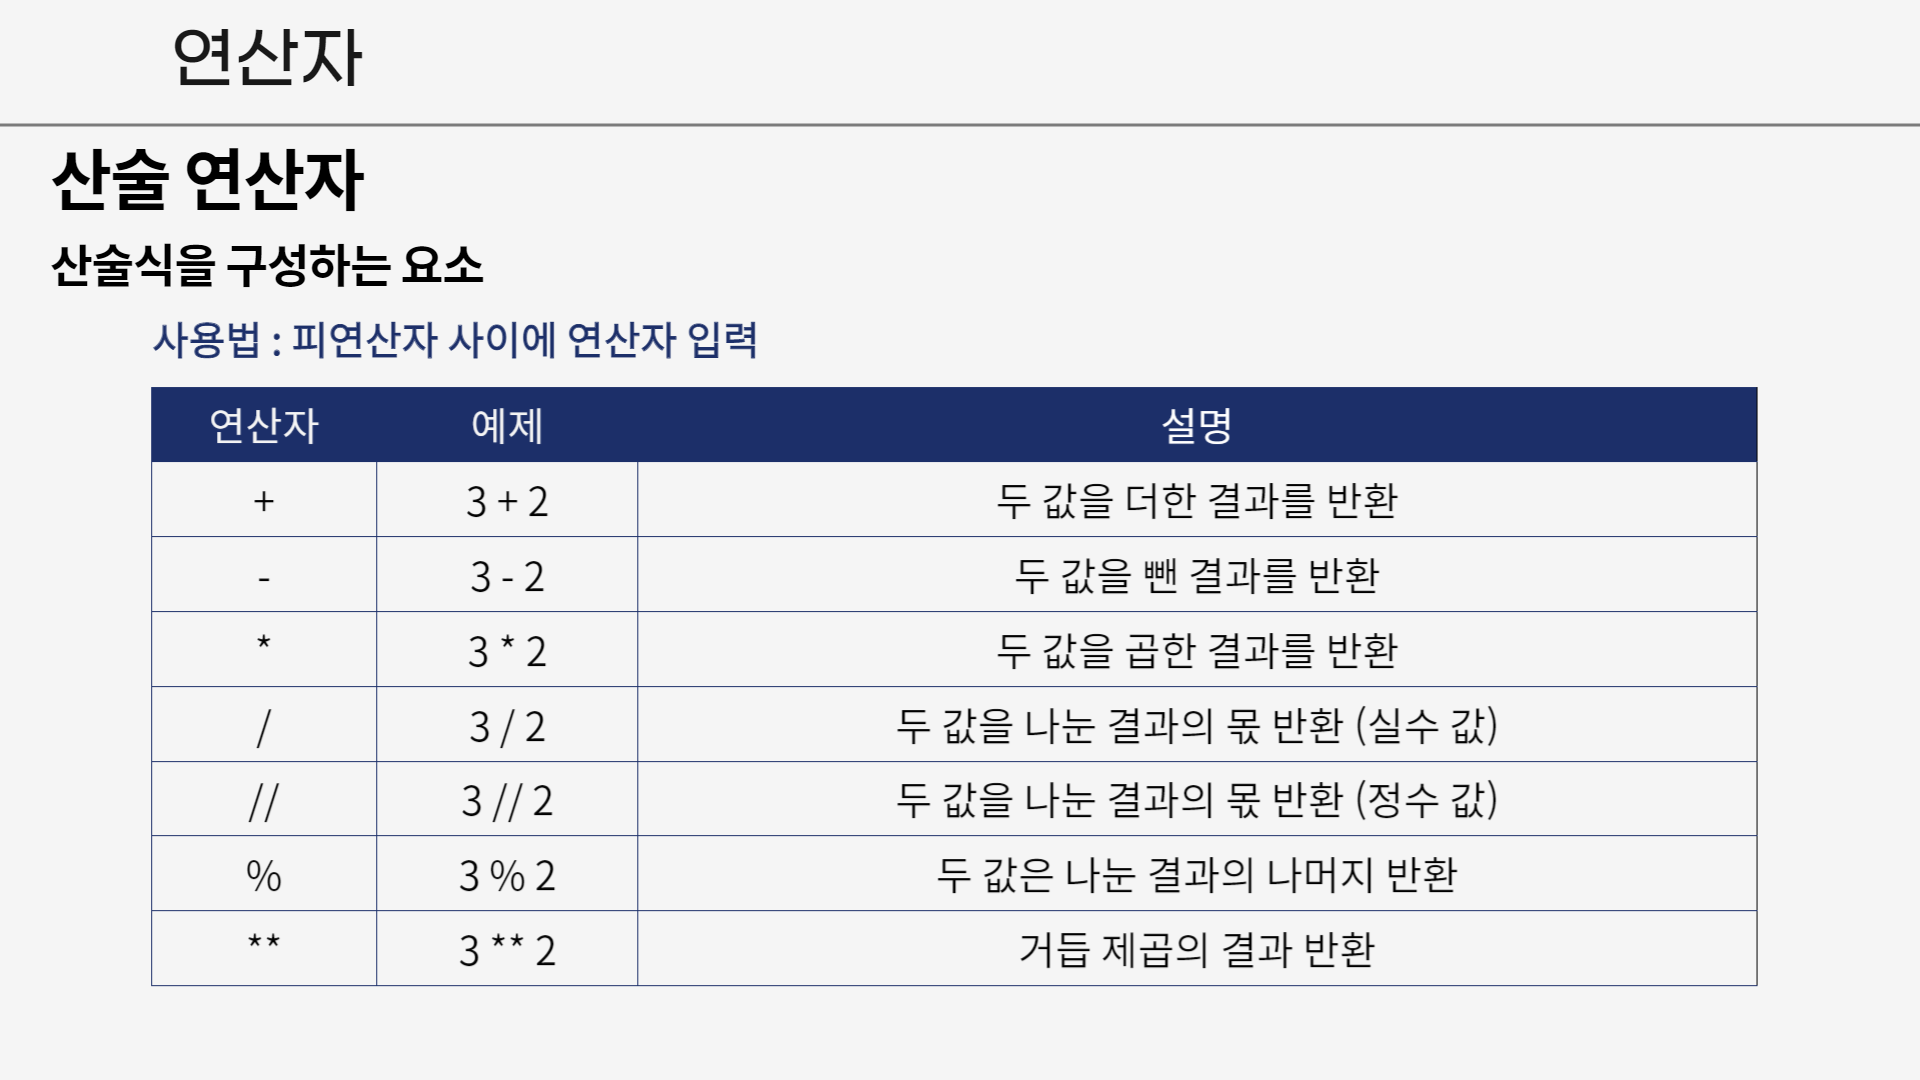 연산자
산술 연산자
산술식을 구성하는 요소
사용법 : 피연산자 사이에 연산자 입력
연산자 예제 설명
+ 3 + 2 두 값을 더한 결과를 반환
- 3 - 2 두 값을 뺀 결과를 반환
* 3 * 2 두 값을 곱한 결과를 반환
/ 3 / 2 두 값을 나눈 결과의 몫 반환 (실수 값)
// 3 // 2 두 값을 나눈 결과의 몫 반환 (정수 값)
% 3 % 2 두 값은 나눈 결과의 나머지 반환
** 3 ** 2 거듭 제곱의 결과 반환